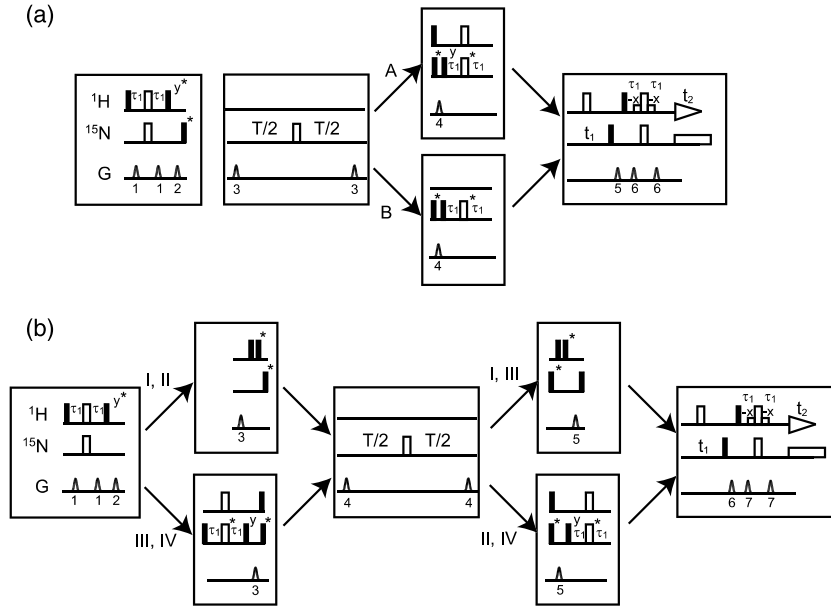 (a)
¹H τ₁ τ₁ y*
¹⁵N *
G
1 1 2
T/2 T/2
3 3
A
y
* τ₁ * τ₁
4
B
* τ₁ * τ₁
4
τ₁ τ₁
-x -x t₂
t₁
5 6 6
(b)
¹H τ₁ τ₁ y*
¹⁵N
G
1 1 2
I, II
*
*
3
III, IV
τ₁ * τ₁ y *
3
T/2 T/2
4 4
I, III
*
*
5
II, IV
* y *
τ₁ τ₁
5
τ₁ τ₁
-x -x t₂
t₁
6 7 7